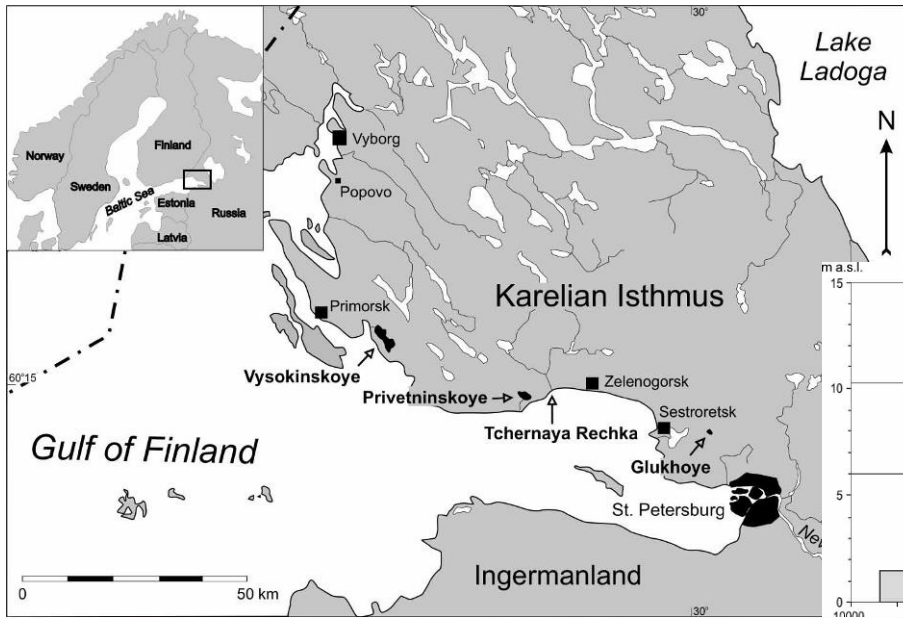 30°
Lake
Ladoga
N
Norway
Finland
Sweden
Baltic Sea
Estonia
Russia
Latvia
Vyborg
Popovo
m a.s.l.
15
Karelian Isthmus
Primorsk
Vysokinskoye
60°15
Privetninskoye
Zelenogorsk
10
Tchernaya Rechka
Sestroretsk
Glukhoye
Gulf of Finland
St. Petersburg
5
Ingermanland
0
50 km
30°
0
10000